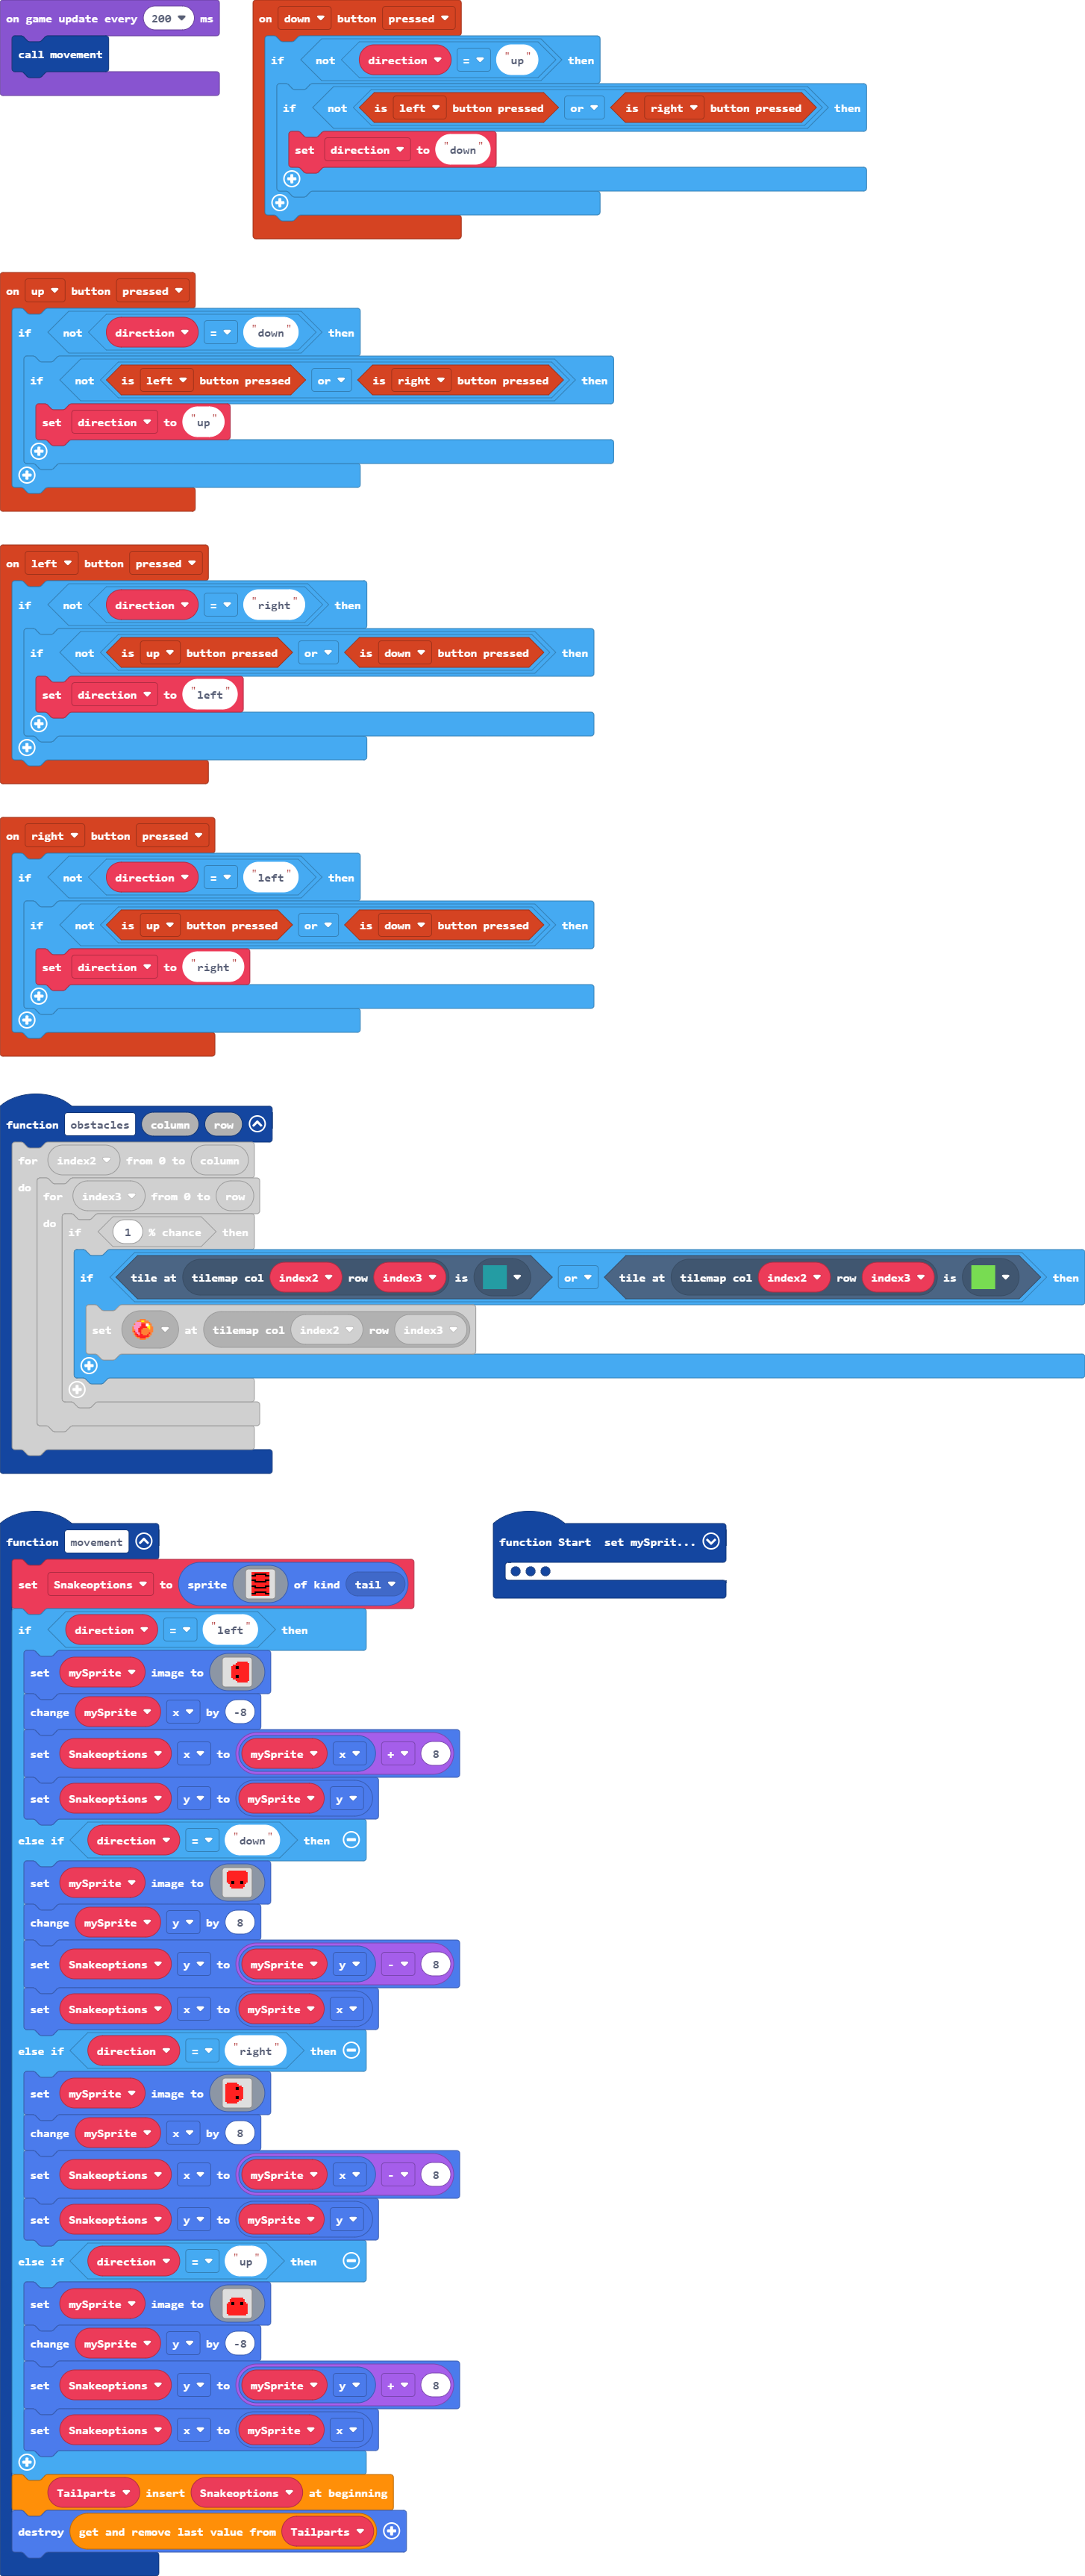 on game update every 200 ms
call movement
on down button pressed
if not direction = "up" then
if not is left button pressed or is right button pressed then
set direction to "down"
on up button pressed
if not direction = "down" then
if not is left button pressed or is right button pressed then
set direction to "up"
on left button pressed
if not direction = "right" then
if not is up button pressed or is down button pressed then
set direction to "left"
on right button pressed
if not direction = "left" then
if not is up button pressed or is down button pressed then
set direction to "right"
function obstacles column row
for index2 from 0 to column
do for index3 from 0 to row
do if 1 % chance then
if tile at tilemap col index2 row index3 is or tile at tilemap col index2 row index3 is then
set at tilemap col index2 row index3
function movement
set Snakeoptions to sprite of kind tail
if direction = "left" then
set mySprite image to
change mySprite x by -8
set Snakeoptions x to mySprite x + 8
set Snakeoptions y to mySprite y
else if direction = "down" then
set mySprite image to
change mySprite y by 8
set Snakeoptions y to mySprite y - 8
set Snakeoptions x to mySprite x
else if direction = "right" then
set mySprite image to
change mySprite x by 8
set Snakeoptions x to mySprite x - 8
set Snakeoptions y to mySprite y
else if direction = "up" then
set mySprite image to
change mySprite y by -8
set Snakeoptions y to mySprite y + 8
set Snakeoptions x to mySprite x
Tailparts insert Snakeoptions at beginning
destroy get and remove last value from Tailparts
function Start set mySprit...